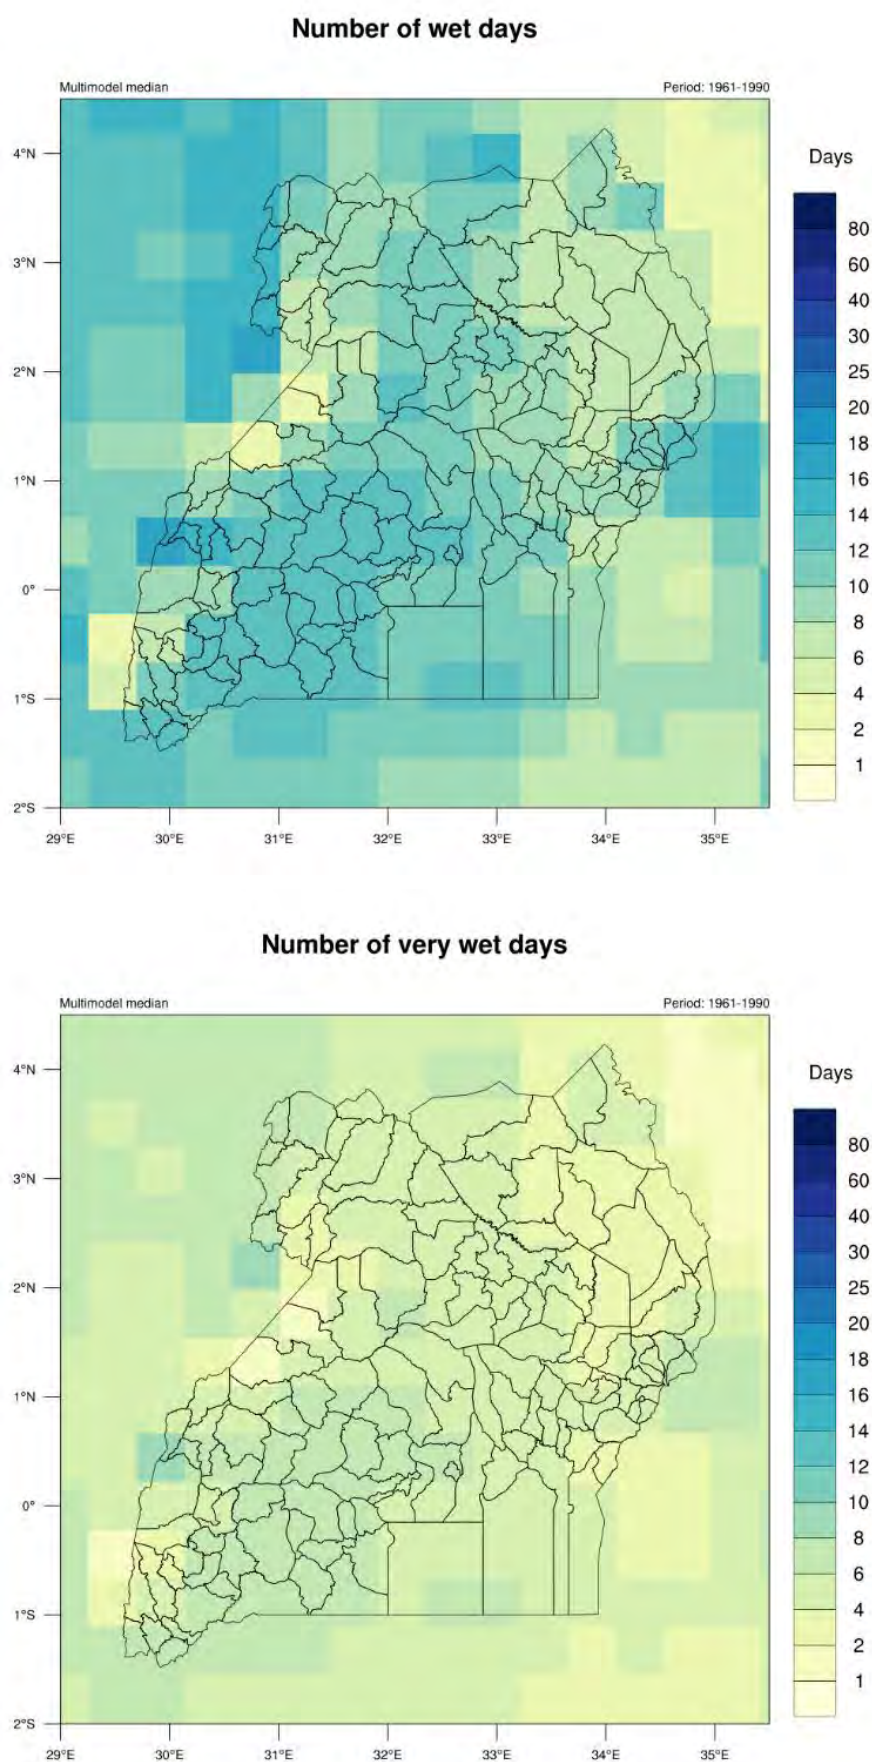 Number of wet days
Multimodel median Period: 1961-1990
Days
4°N
3°N
2°N
1°N
0°
1°S
2°S
80
60
40
30
25
20
18
16
14
12
10
8
6
4
2
1
29°E 30°E 31°E 32°E 33°E 34°E 35°E
Number of very wet days
Multimodel median Period: 1961-1990
Days
4°N
3°N
2°N
1°N
0°
1°S
2°S
80
60
40
30
25
20
18
16
14
12
10
8
6
4
2
1
29°E 30°E 31°E 32°E 33°E 34°E 35°E